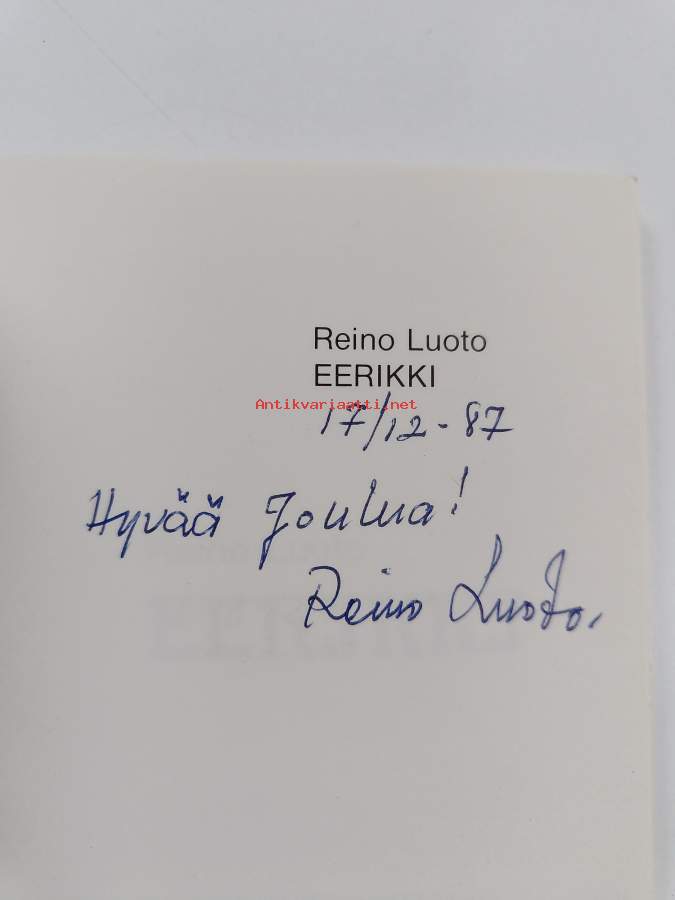 Reino Luoto
EERIKKI
Antikvariaatti.net
17/12-87
Hyvää Joulua!
Reino Luoto.